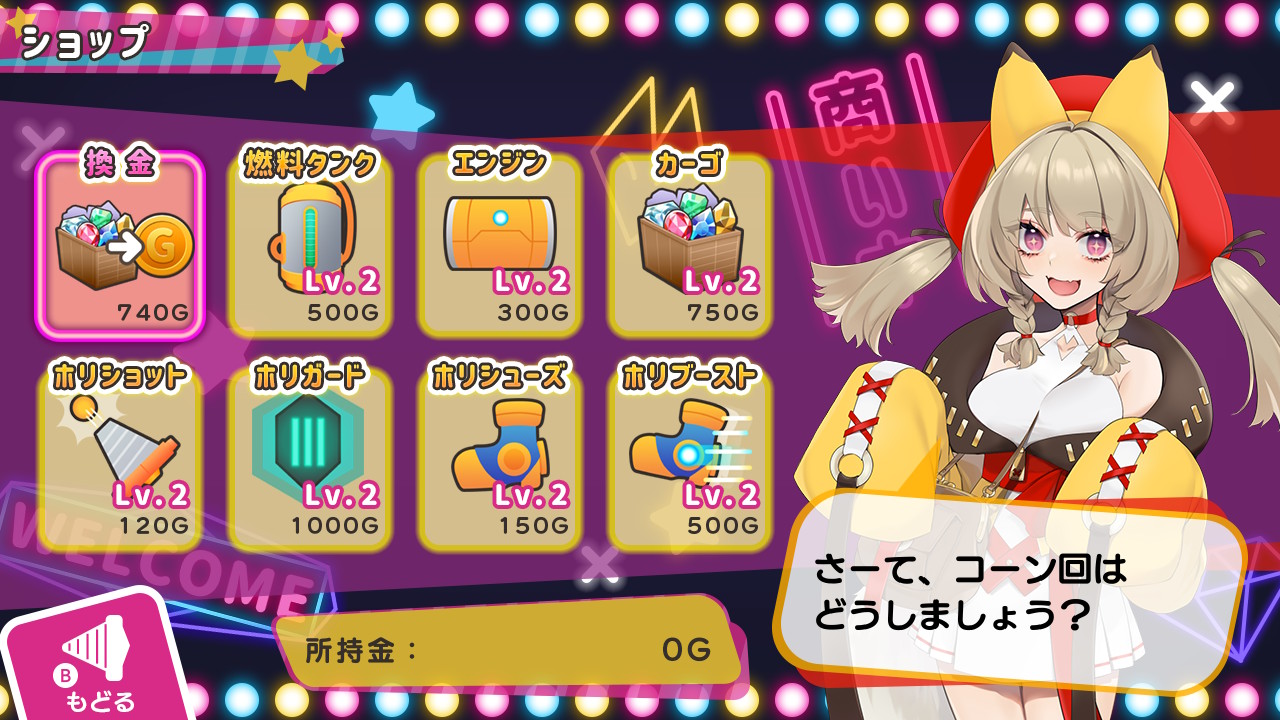 ショップ
商い
換金
740G
燃料タンク
Lv.2
500G
エンジン
Lv.2
300G
カーゴ
Lv.2
750G
ホリショット
Lv.2
120G
ホリガード
Lv.2
1000G
ホリシューズ
Lv.2
150G
ホリブースト
Lv.2
500G
WELCOME
さーて、コーン回は
どうしましょう？
所持金：
0G
B
もどる